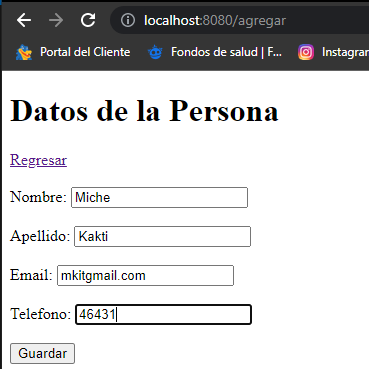 localhost:8080/agregar
Portal del Cliente Fondos de salud | F... Instagram
Datos de la Persona
Regresar
Nombre: Miche
Apellido: Kakti
Email: mkitgmail.com
Telefono: 46431
Guardar